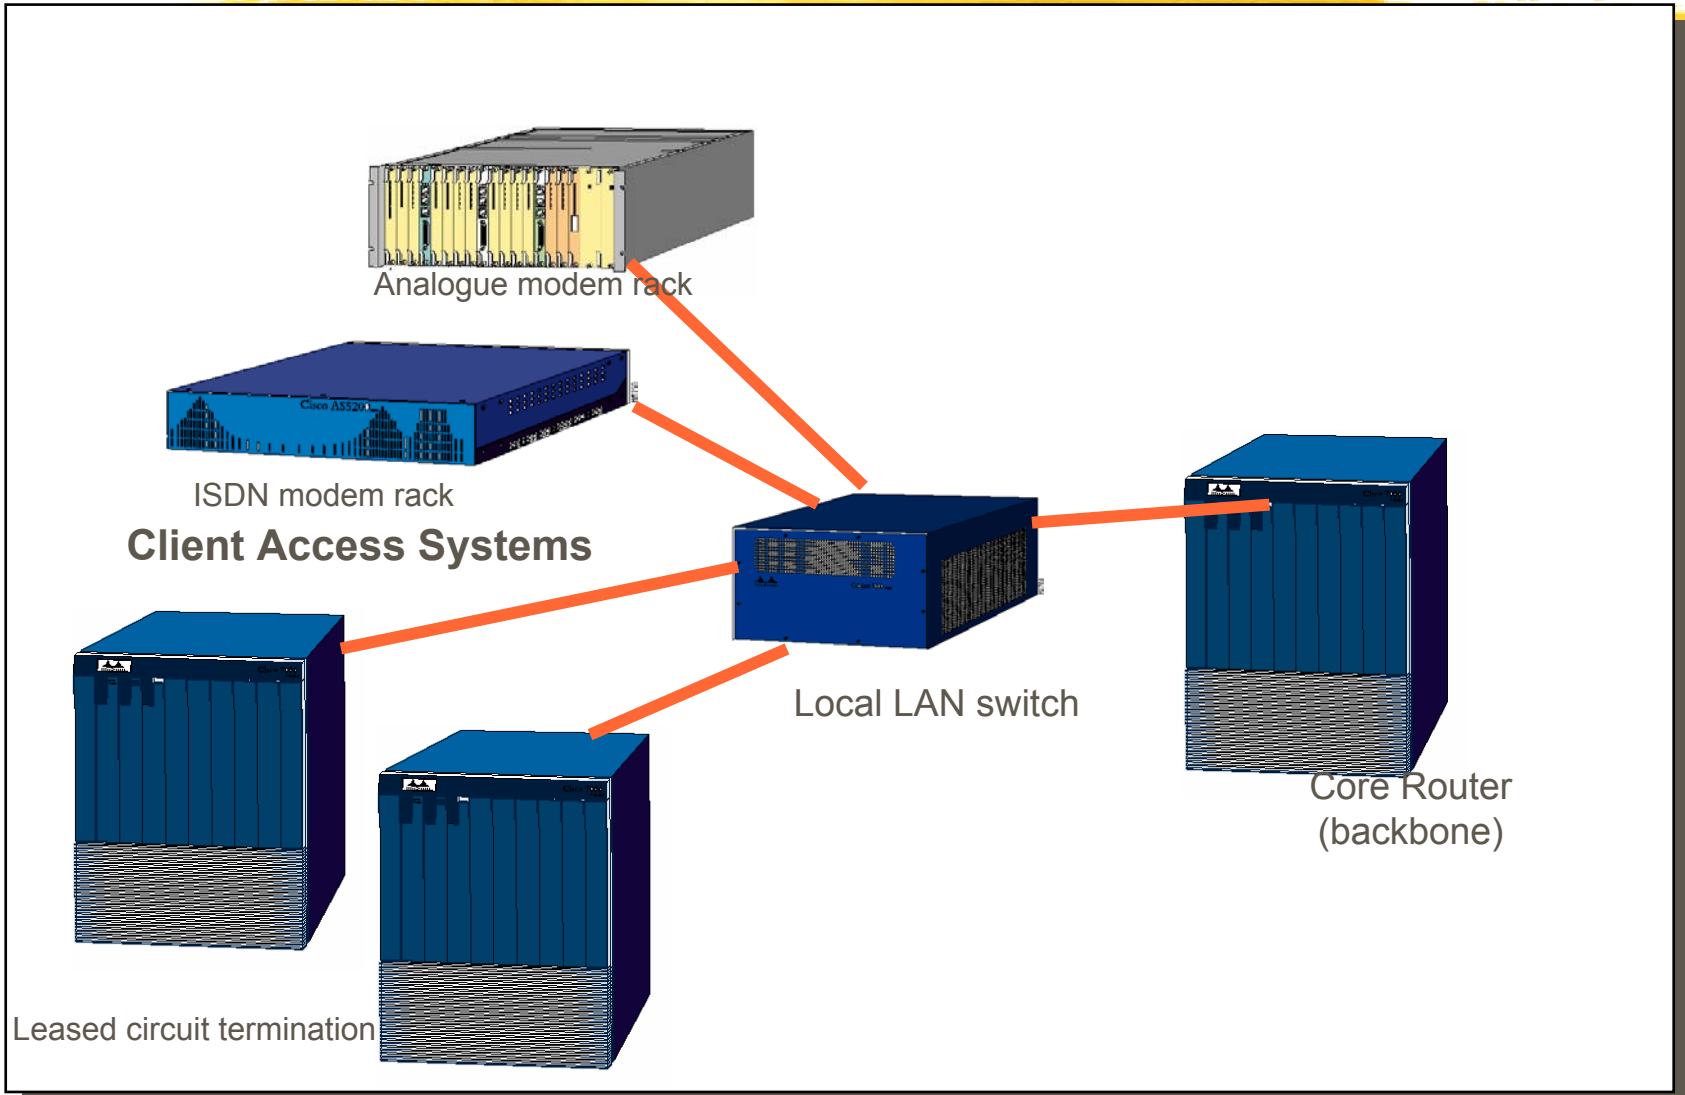 Analogue modem rack
ISDN modem rack
Client Access Systems
Local LAN switch
Core Router
(backbone)
Leased circuit termination